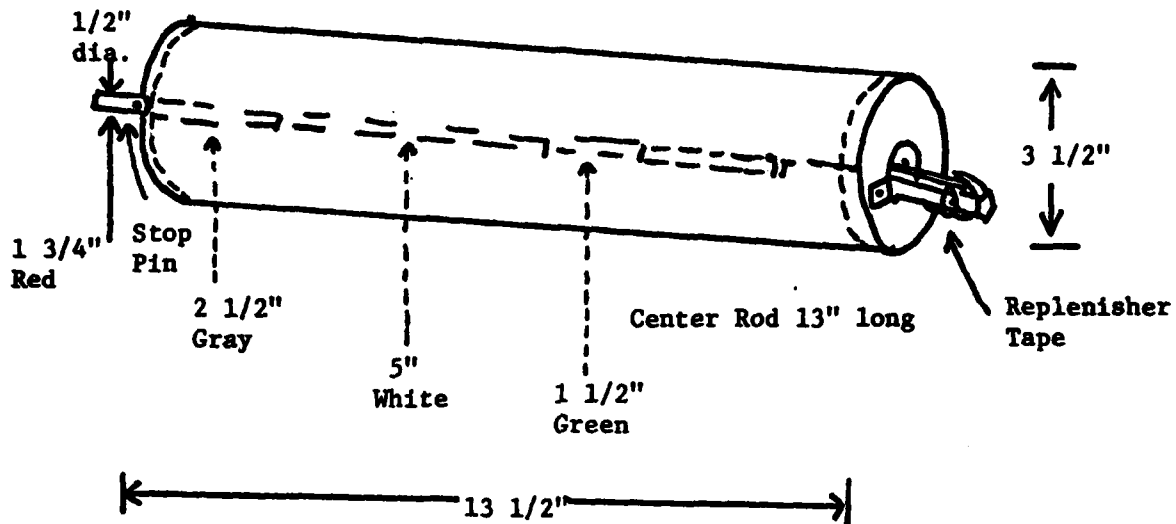 1/2"
dia.
3 1/2"
1 3/4"
Red
Stop
Pin
2 1/2"
Gray
5"
White
1 1/2"
Green
Center Rod 13" long
Replenisher
Tape
13 1/2"